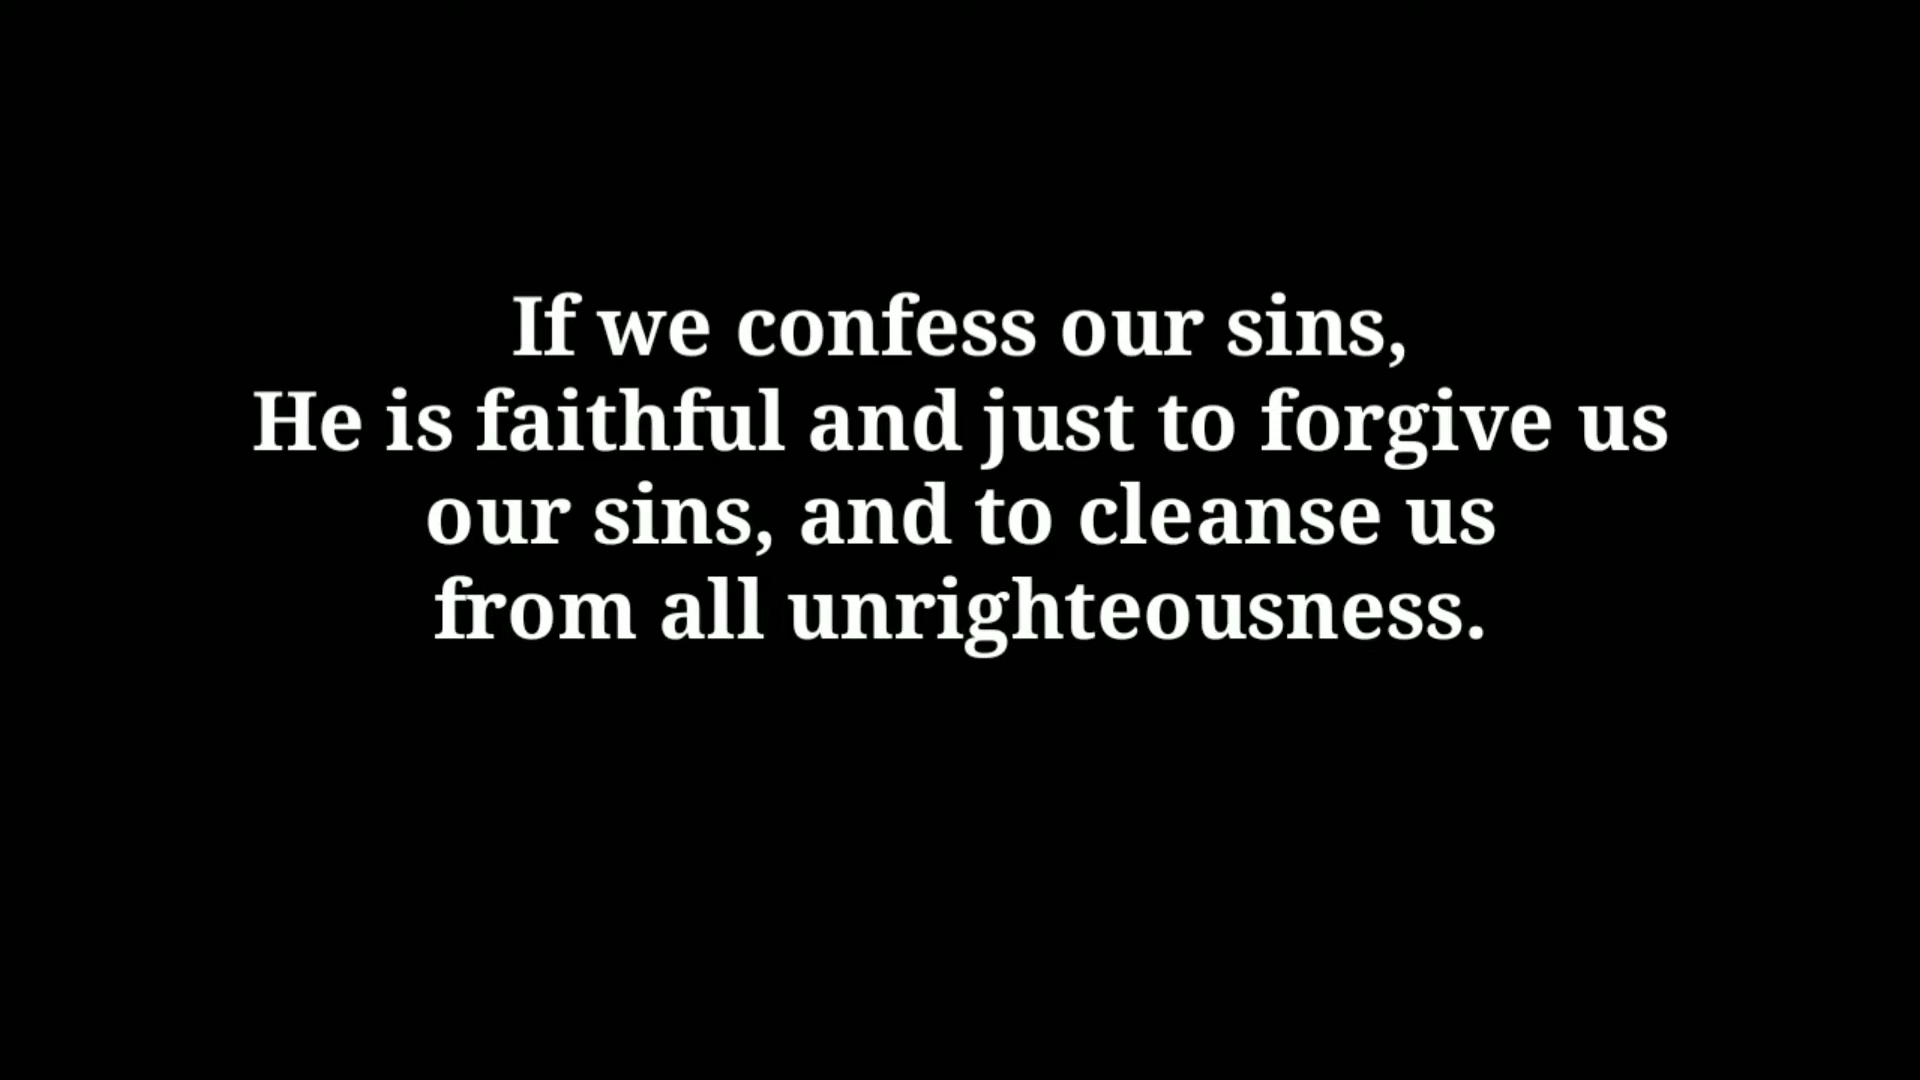 If we confess our sins,
He is faithful and just to forgive us
our sins, and to cleanse us
from all unrighteousness.